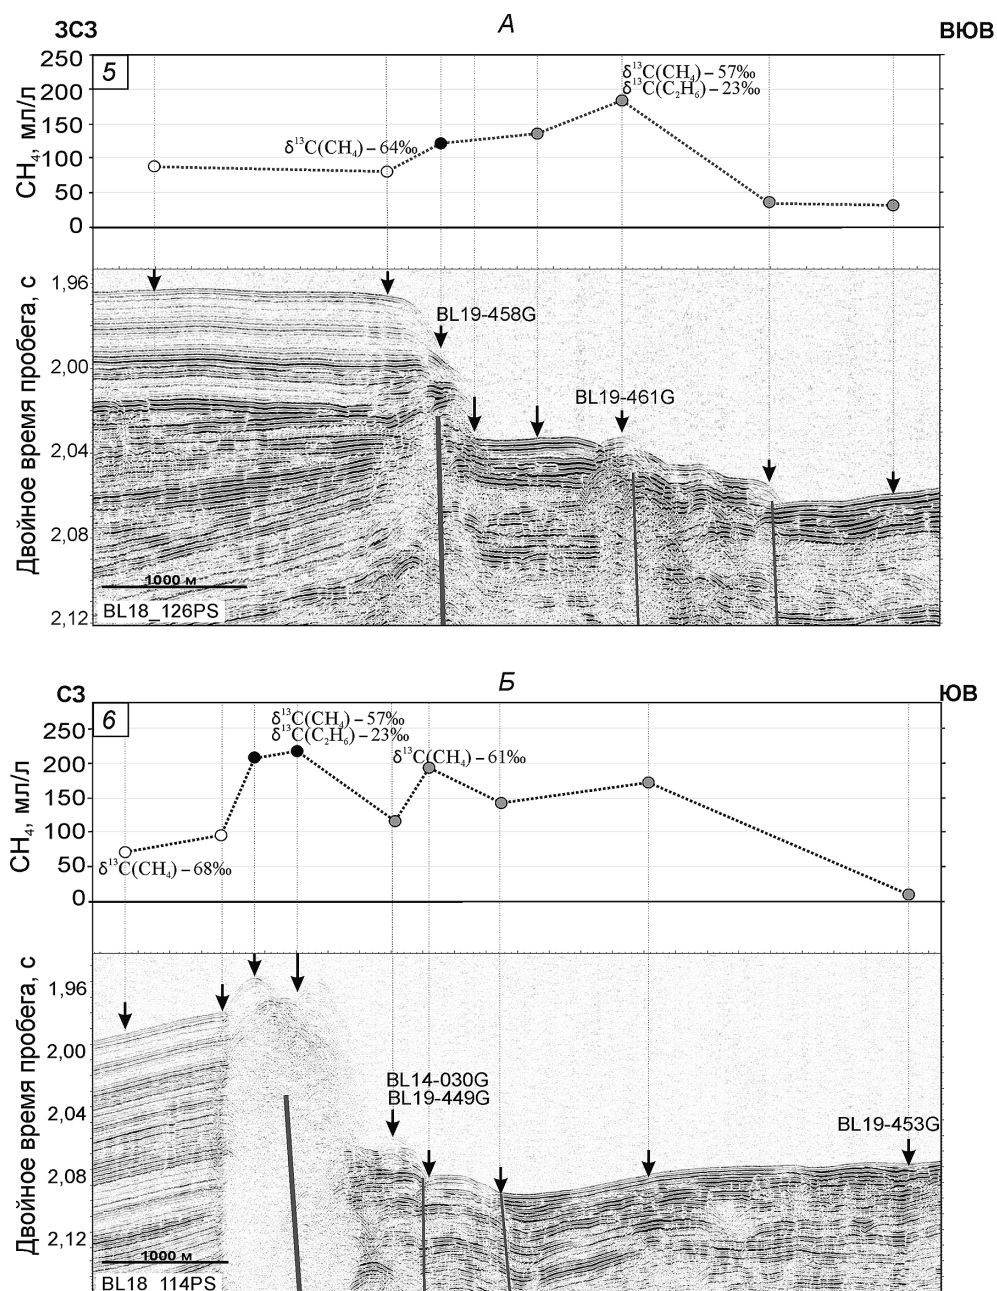 А
ЗСЗ
ВЮВ
5
CH₄, мл/л
250
200
150
100
50
0
δ¹³C(CH₄) – 57‰
δ¹³C(C₂H₆) – 23‰
δ¹³C(CH₄) – 64‰
Двойное время пробега, с
1,96
2,00
2,04
2,08
2,12
BL19-458G
BL19-461G
1000 м
BL18_126PS
Б
СЗ
ЮВ
6
CH₄, мл/л
250
200
150
100
50
0
δ¹³C(CH₄) – 57‰
δ¹³C(C₂H₆) – 23‰
δ¹³C(CH₄) – 61‰
δ¹³C(CH₄) – 68‰
Двойное время пробега, с
1,96
2,00
2,04
2,08
2,12
BL14-030G
BL19-449G
BL19-453G
1000 м
BL18_114PS